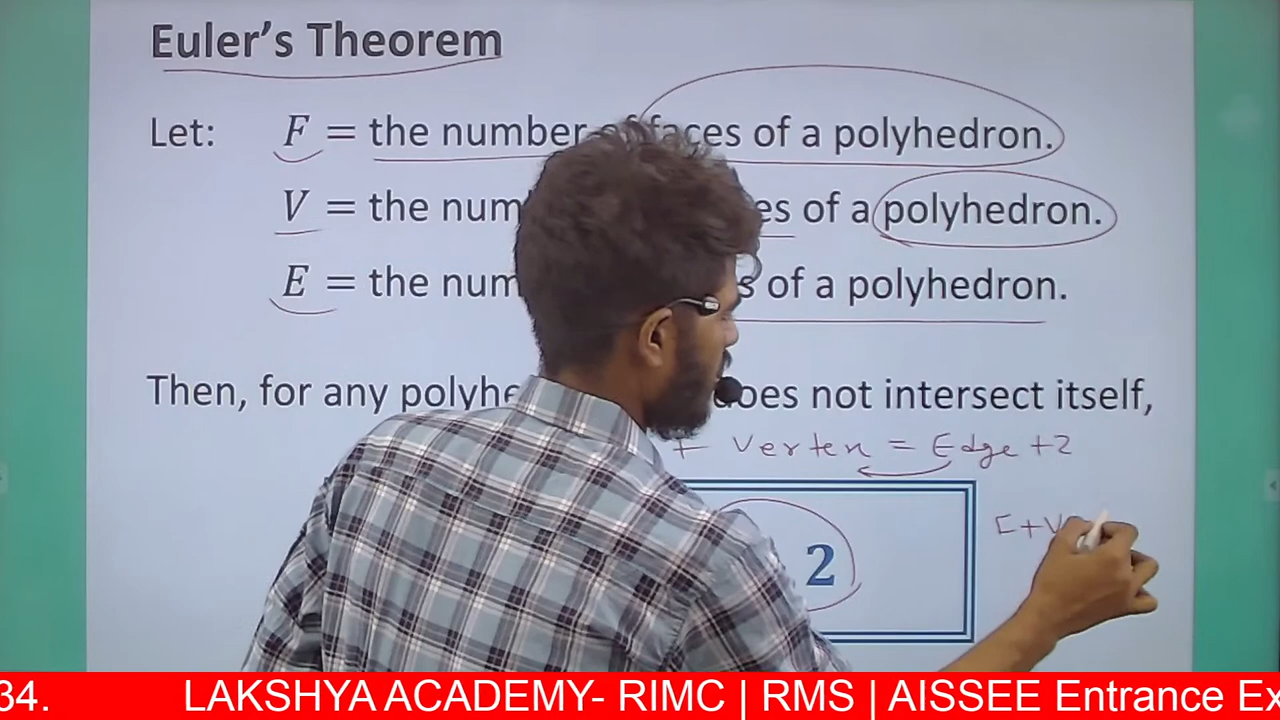 Euler's Theorem
Let: F = the number of faces of a polyhedron.
V = the num es of a polyhedron.
E = the num s of a polyhedron.
Then, for any polyhe oes not intersect itself,
+ Verten = Edge +2
2
34. LAKSHYA ACADEMY- RIMC | RMS | AISSEE Entrance Ex